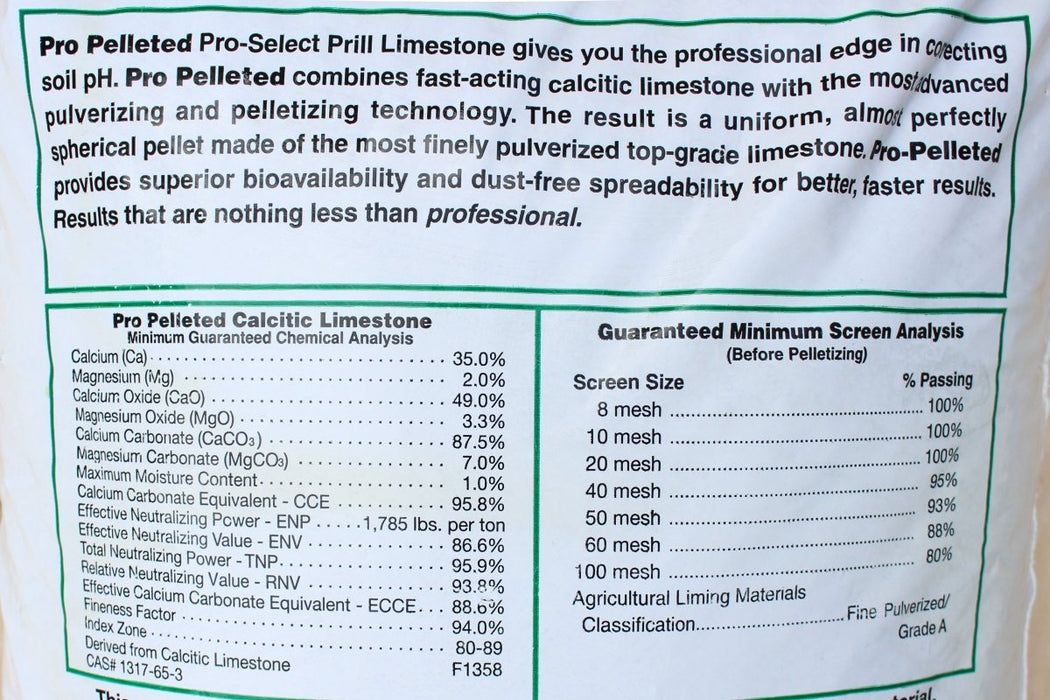 Pro Pelleted Pro-Select Prill Limestone gives you the professional edge in correcting
soil pH. Pro Pelleted combines fast-acting calcitic limestone with the most advanced
pulverizing and pelletizing technology. The result is a uniform, almost perfectly
spherical pellet made of the most finely pulverized top-grade limestone. Pro-Pelleted
provides superior bioavailability and dust-free spreadability for better, faster results.
Results that are nothing less than professional.
Pro Pelleted Calcitic Limestone
Minimum Guaranteed Chemical Analysis
Calcium (Ca) 35.0%
Magnesium (Mg) 2.0%
Calcium Oxide (CaO) 49.0%
Magnesium Oxide (MgO) 3.3%
Calcium Carbonate (CaCO3) 87.5%
Magnesium Carbonate (MgCO3) 7.0%
Maximum Moisture Content 1.0%
Calcium Carbonate Equivalent - CCE 95.8%
Effective Neutralizing Power - ENP 1,785 lbs. per ton
Effective Neutralizing Value - ENV 86.6%
Total Neutralizing Power - TNP 95.9%
Relative Neutralizing Value - RNV 93.8%
Effective Calcium Carbonate Equivalent - ECCE 88.6%
Fineness Factor 94.0%
Index Zone 80-89
Derived from Calcitic Limestone F1358
CAS# 1317-65-3
Guaranteed Minimum Screen Analysis
(Before Pelletizing)
Screen Size % Passing
8 mesh 100%
10 mesh 100%
20 mesh 100%
40 mesh 95%
50 mesh 93%
60 mesh 88%
100 mesh 80%
Agricultural Liming Materials
Classification Fine Pulverized/
Grade A